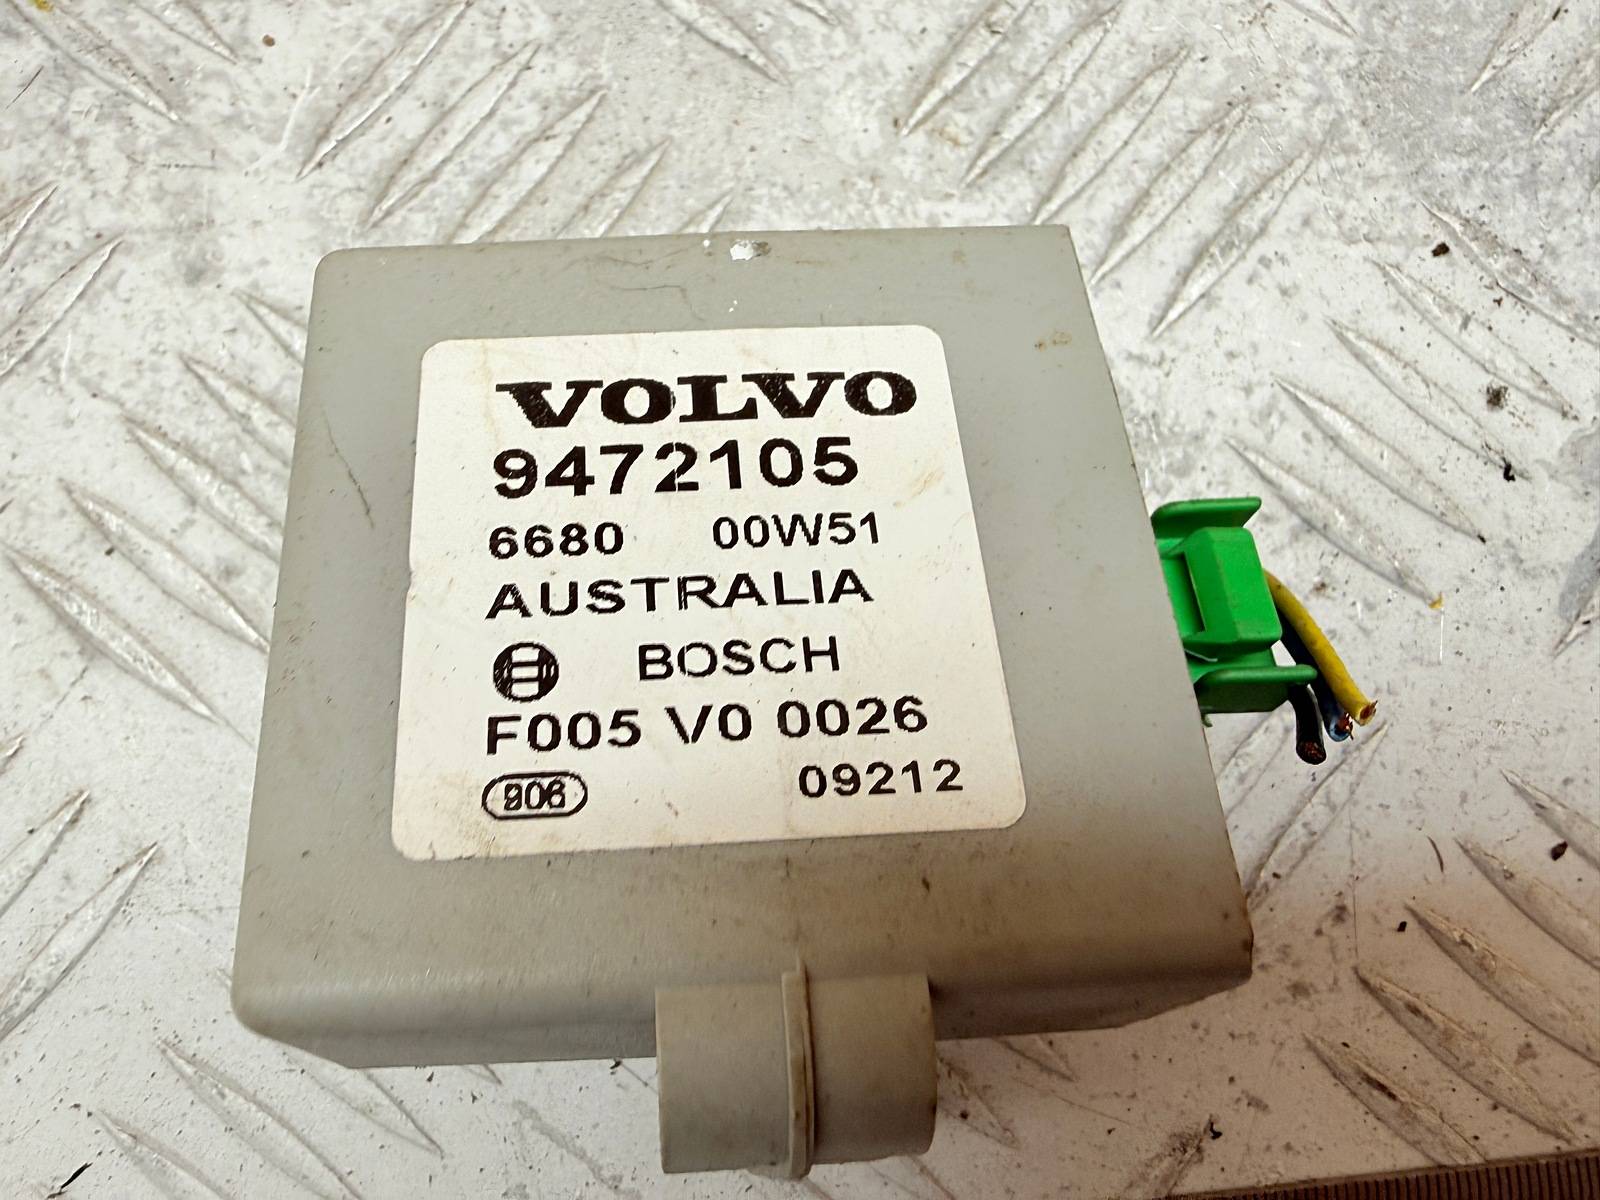 VOLVO
9472105
6680 00W51
AUSTRALIA
BOSCH
F005 V0 0026
906 09212